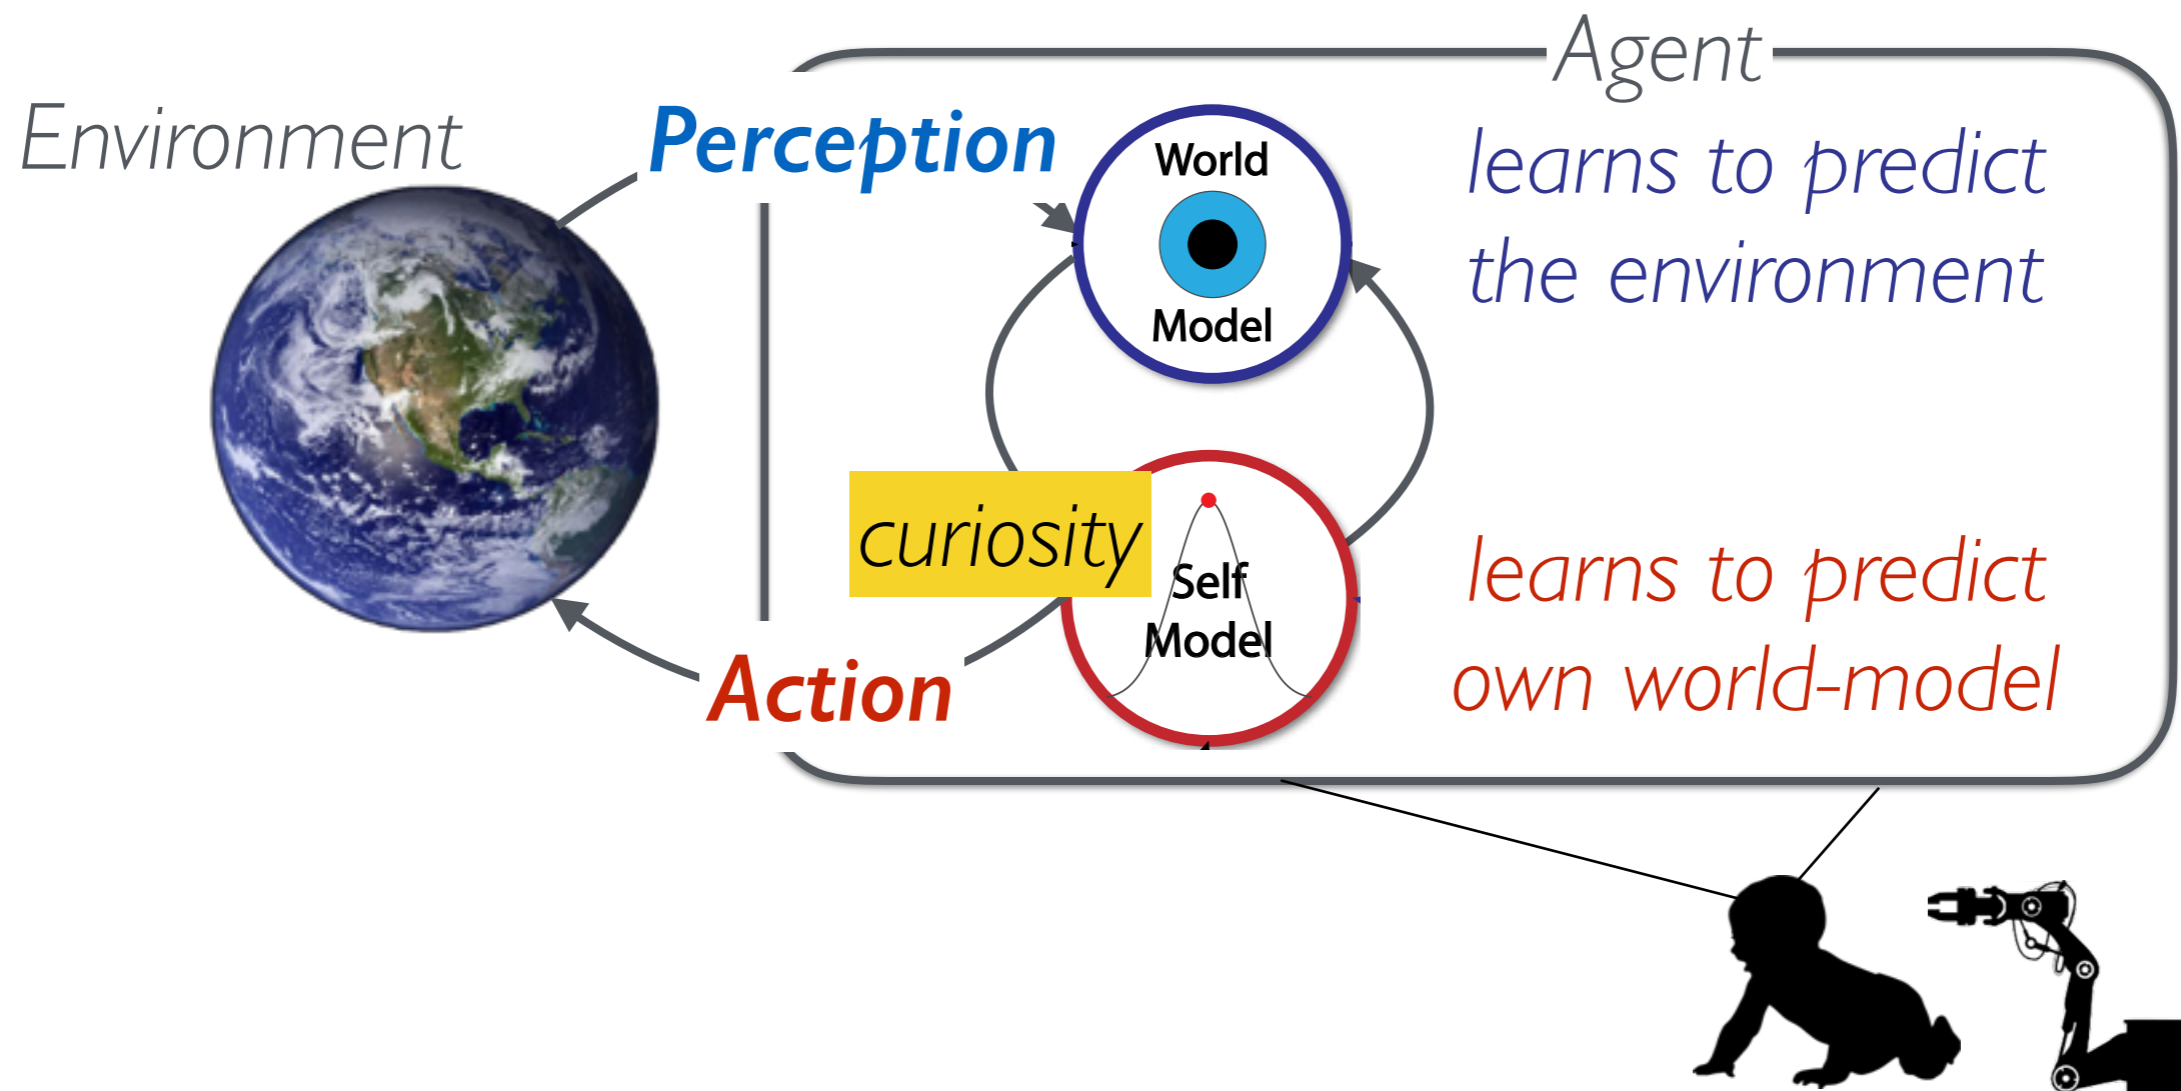 Agent
Environment
Perception
World
Model
learns to predict
the environment
curiosity
Self
Model
Action
learns to predict
own world-model